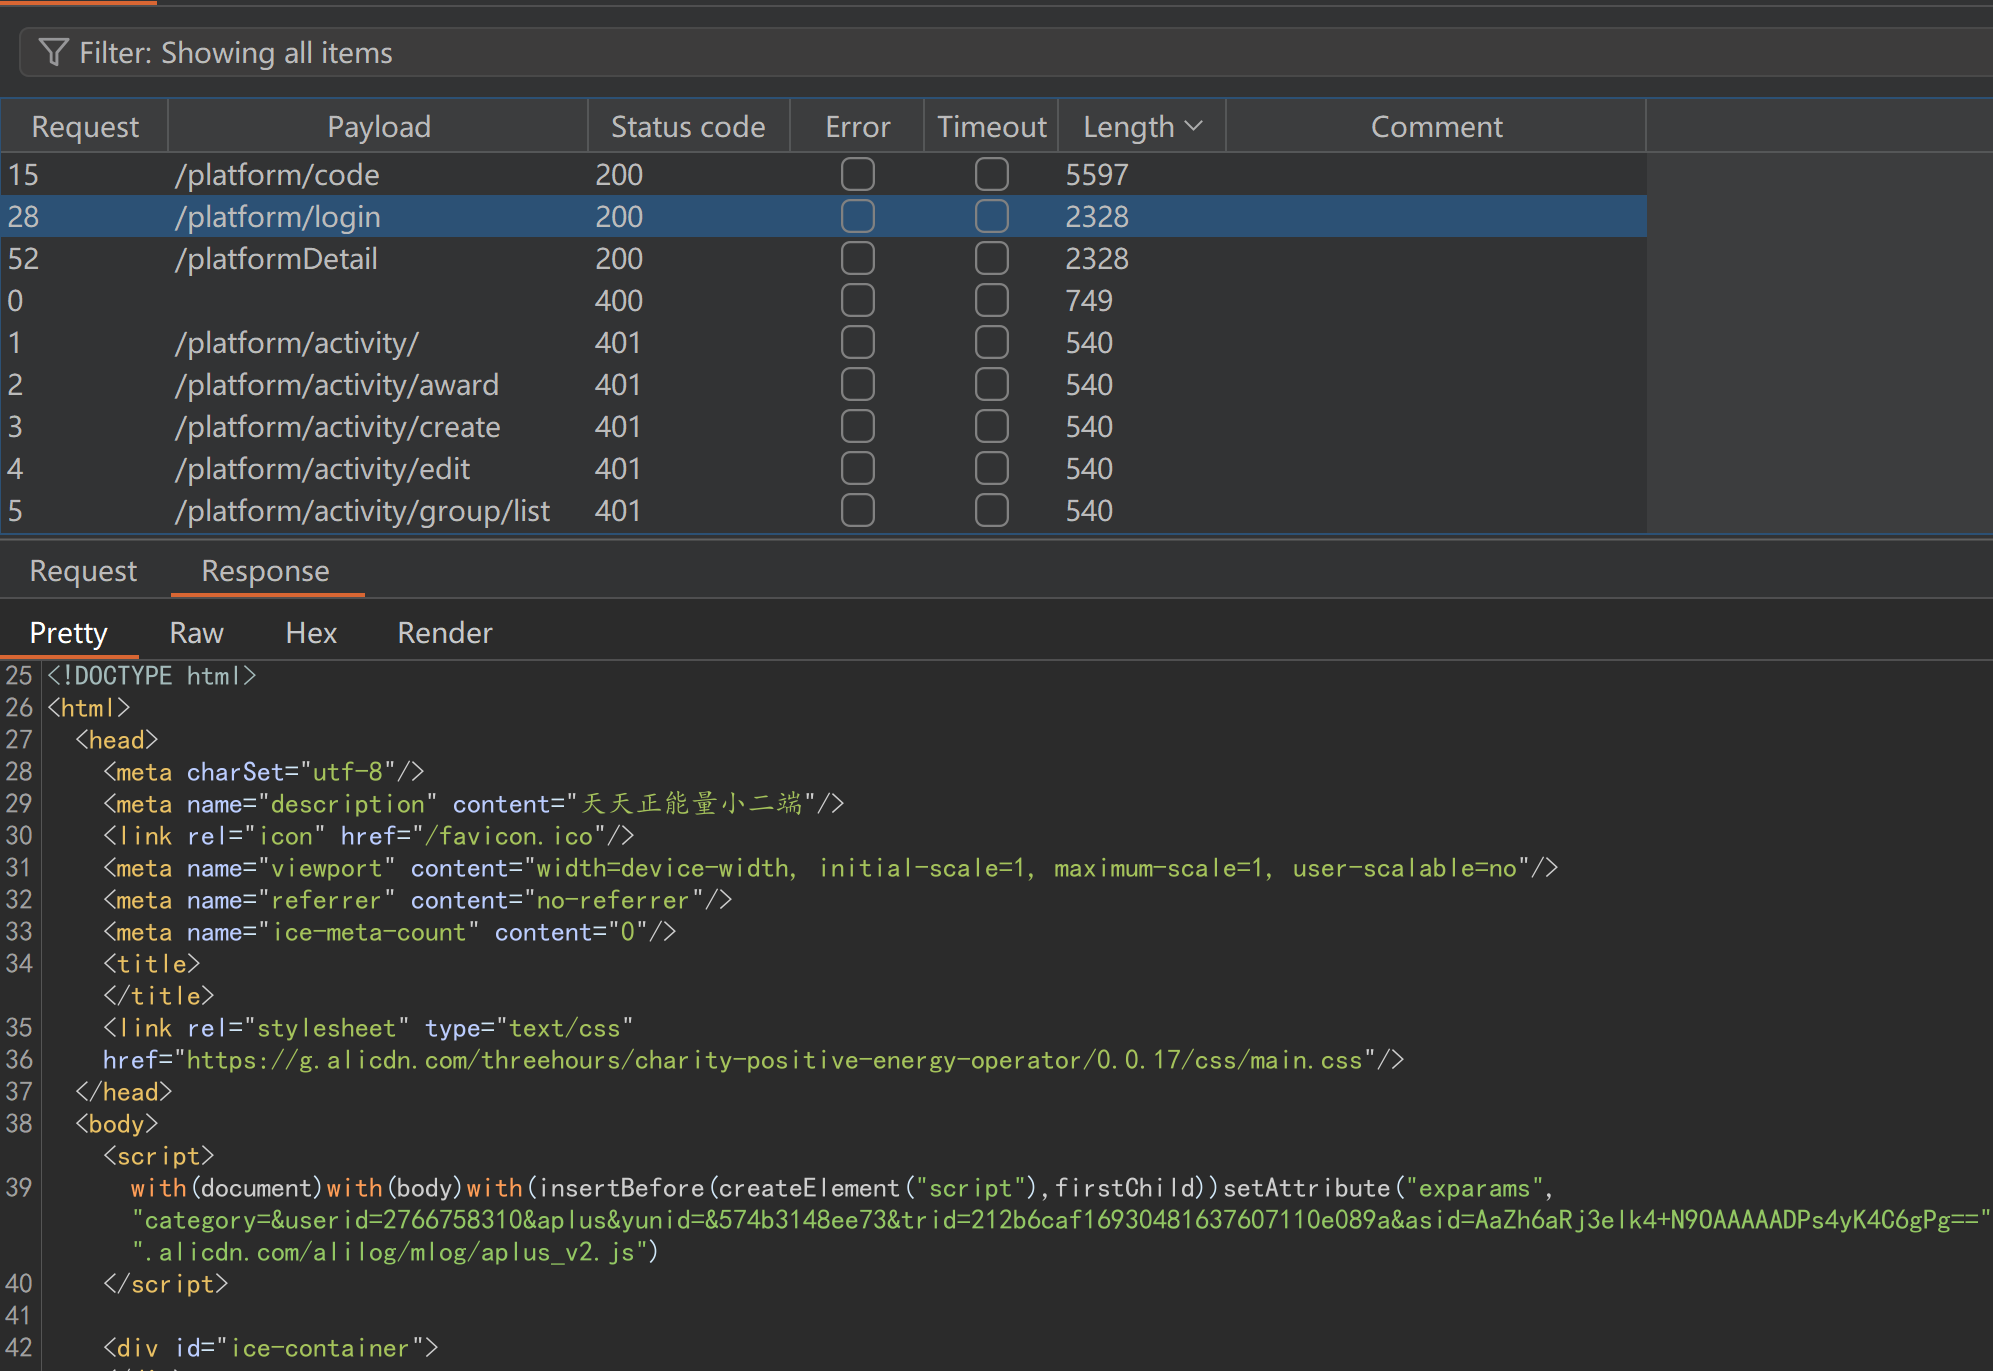 Filter: Showing all items
Request Payload Status code Error Timeout Length Comment
15 /platform/code 200 5597
28 /platform/login 200 2328
52 /platformDetail 200 2328
0 400 749
1 /platform/activity/ 401 540
2 /platform/activity/award 401 540
3 /platform/activity/create 401 540
4 /platform/activity/edit 401 540
5 /platform/activity/group/list 401 540
Request Response
Pretty Raw Hex Render
25 <!DOCTYPE html>
26 <html>
27 <head>
28 <meta charSet="utf-8"/>
29 <meta name="description" content="天天正能量小二端"/>
30 <link rel="icon" href="/favicon.ico"/>
31 <meta name="viewport" content="width=device-width, initial-scale=1, maximum-scale=1, user-scalable=no"/>
32 <meta name="referrer" content="no-referrer"/>
33 <meta name="ice-meta-count" content="0"/>
34 <title>
</title>
35 <link rel="stylesheet" type="text/css"
36 href="https://g.alicdn.com/threehours/charity-positive-energy-operator/0.0.17/css/main.css"/>
37 </head>
38 <body>
<script>
39 with(document)with(body)with(insertBefore(createElement("script"),firstChild))setAttribute("exparams",
"category=&userid=2766758310&aplus&yunid=&574b3148ee73&trid=212b6caf16930481637607110e089a&asid=AaZh6aRj3elk4+N9OAAAAADPs4yK4C6gPg=="
".alicdn.com/alilog/mlog/aplus_v2.js")
40 </script>
41
42 <div id="ice-container">